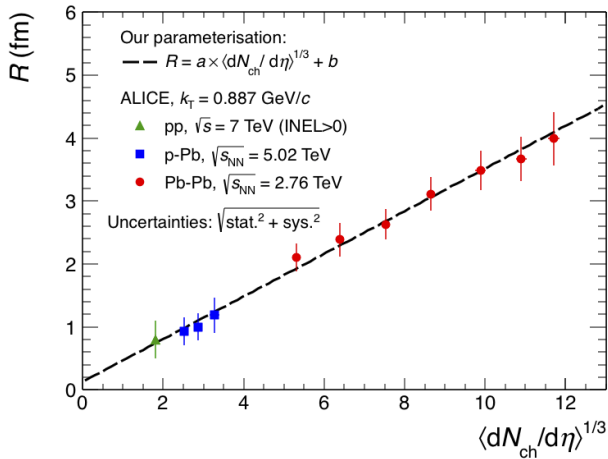 R (fm)
6
5
4
3
2
1
0
Our parameterisation:
R = a × ⟨dN_ch/ dη⟩^1/3 + b
ALICE, k_T = 0.887 GeV/c
pp, √s = 7 TeV (INEL>0)
p-Pb, √s_NN = 5.02 TeV
Pb-Pb, √s_NN = 2.76 TeV
Uncertainties: √stat.² + sys.²
0 2 4 6 8 10 12
⟨dN_ch/dη⟩^1/3